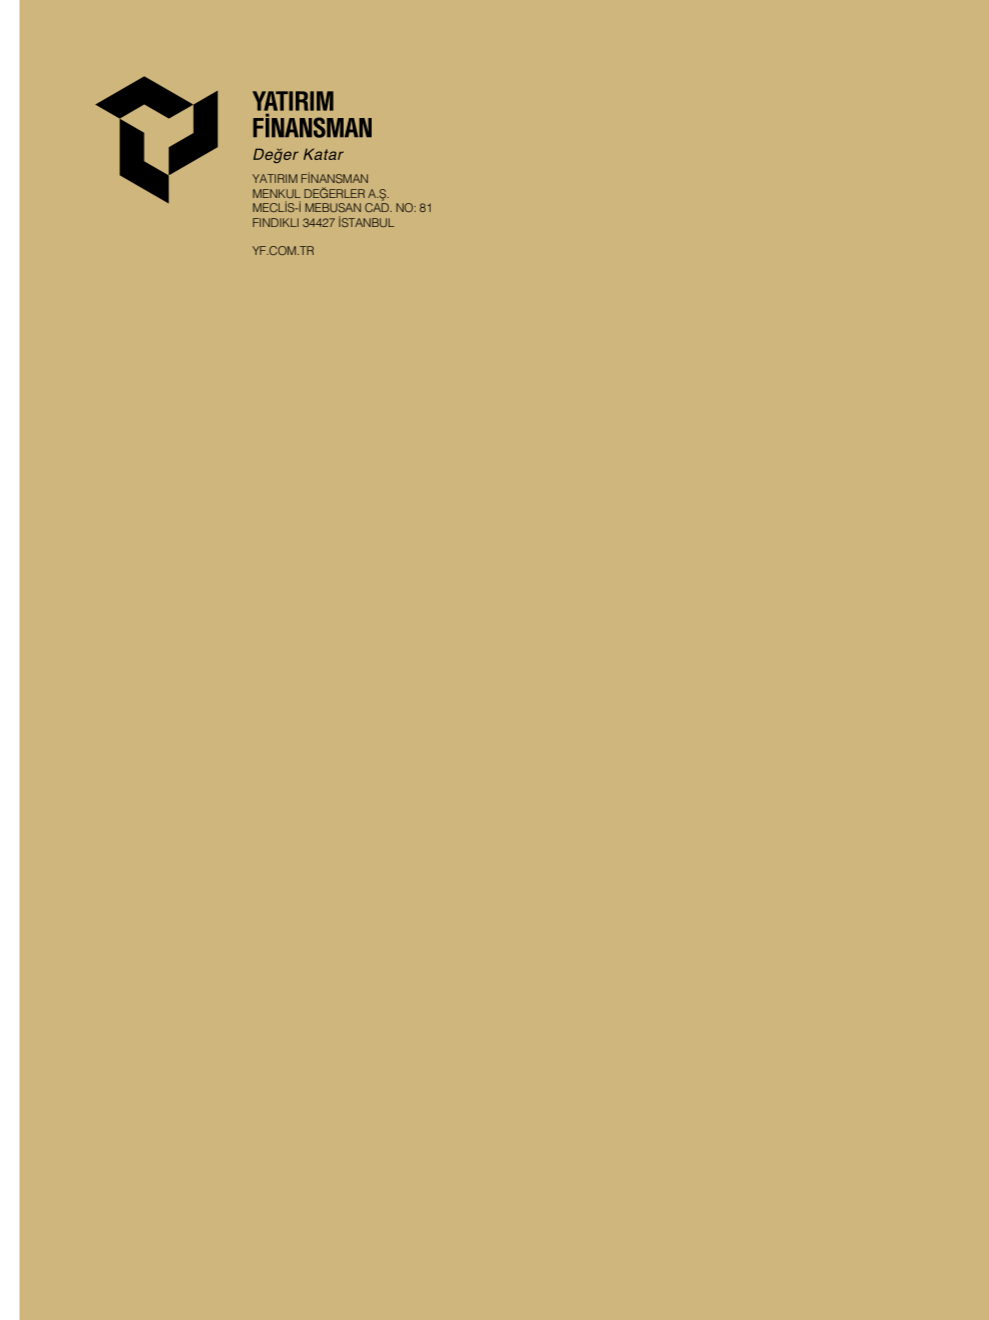 YATIRIM
FİNANSMAN
Değer Katar
YATIRIM FİNANSMAN
MENKUL DEĞERLER A.Ş.
MECLİS-İ MEBUSAN CAD. NO: 81
FINDIKLI 34427 İSTANBUL
YF.COM.TR